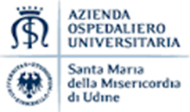 AZIENDA
OSPEDALIERO
UNIVERSITARIA
Santa Maria
della Misericordia
di Udine